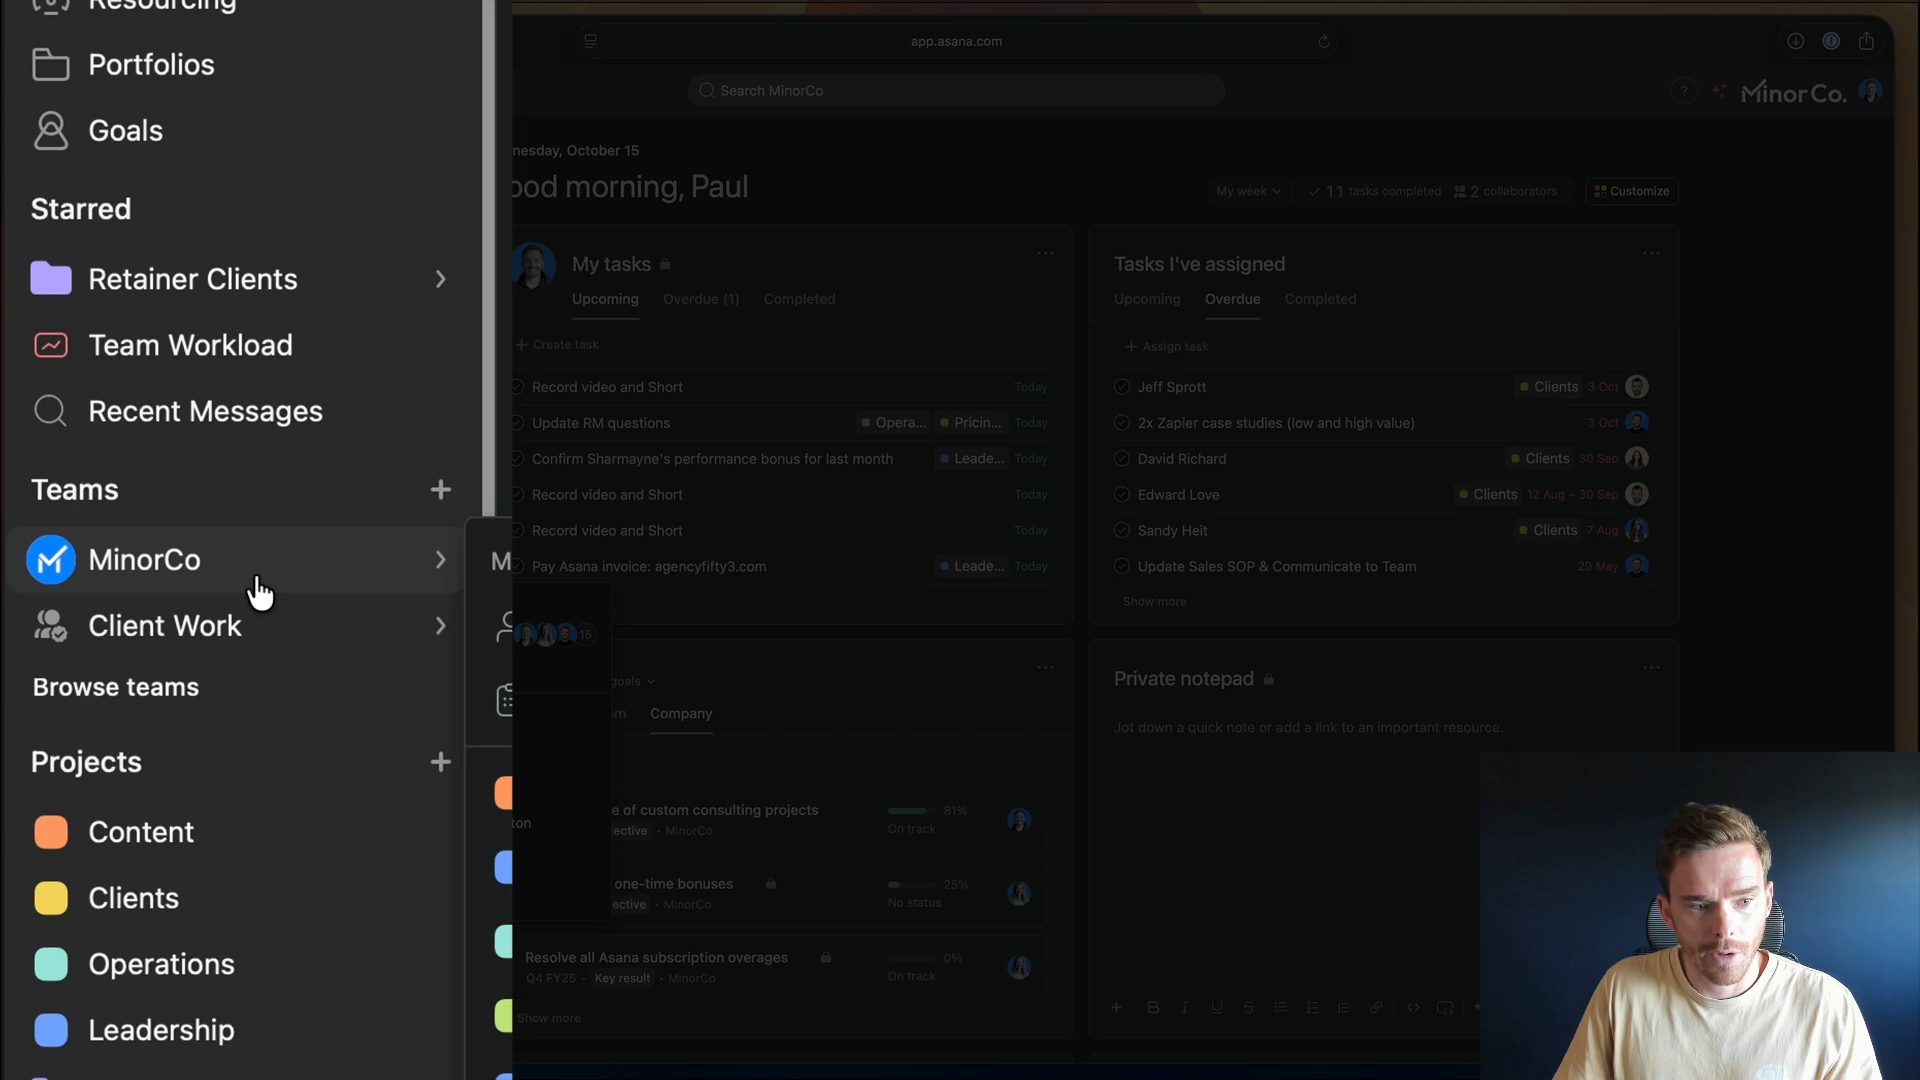 Resourcing
Portfolios
Goals
Starred
Retainer Clients
Team Workload
Recent Messages
Teams
MinorCo
Client Work
Browse teams
Projects
Content
Clients
Operations
Leadership
M
app.asana.com
Search MinorCo
?
MinorCo.
nesday, October 15
ood morning, Paul
My week
11 tasks completed
2 collaborators
Customize
My tasks
Upcoming Overdue (1) Completed
+ Create task
Record video and Short Today
Update RM questions Opera... Pricin... Today
Confirm Sharmayne's performance bonus for last month Leade... Today
Record video and Short Today
Record video and Short Today
Pay Asana invoice: agencyfifty3.com Leade... Today
15
ton
Tasks I've assigned
Upcoming Overdue Completed
+ Assign task
Jeff Sprott Clients 3 Oct
2x Zapier case studies (low and high value) 3 Oct
David Richard Clients 30 Sep
Edward Love Clients 12 Aug – 30 Sep
Sandy Heit Clients 7 Aug
Update Sales SOP & Communicate to Team 29 May
Show more
goals
m Company
e of custom consulting projects 81%
ective • MinorCo On track
one-time bonuses 25%
ective • MinorCo No status
Resolve all Asana subscription overages 0%
Q4 FY25 • Key result • MinorCo On track
Show more
Private notepad
Jot down a quick note or add a link to an important resource.